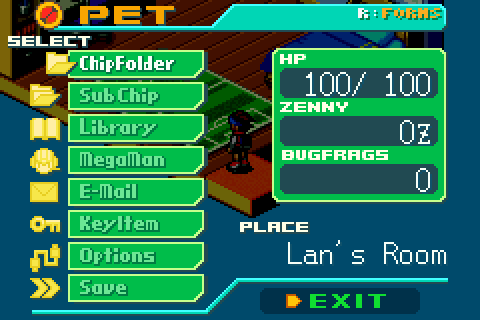 PET
R:FORMS
SELECT
ChipFolder
SubChip
Library
MegaMan
E-Mail
KeyItem
Options
Save
HP
100/ 100
ZENNY
0z
BUGFRAGS
0
PLACE
Lan's Room
EXIT